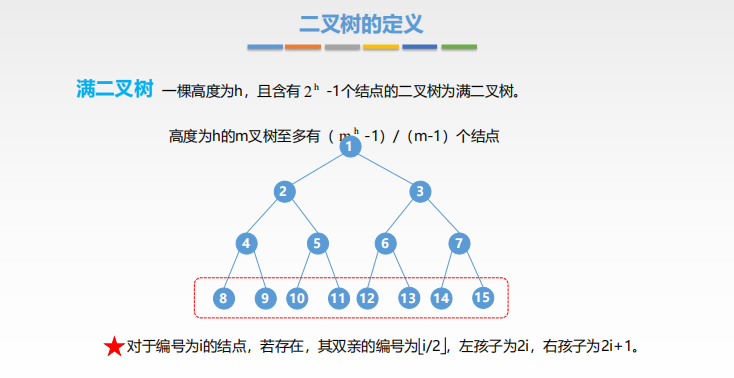 二叉树的定义
满二叉树 一棵高度为h，且含有2ʰ -1个结点的二叉树为满二叉树。
高度为h的m叉树至多有（mʰ -1）/（m-1）个结点
1
2 3
4 5 6 7
8 9 10 11 12 13 14 15
★对于编号为i的结点，若存在，其双亲的编号为⌊i/2⌋，左孩子为2i，右孩子为2i+1。